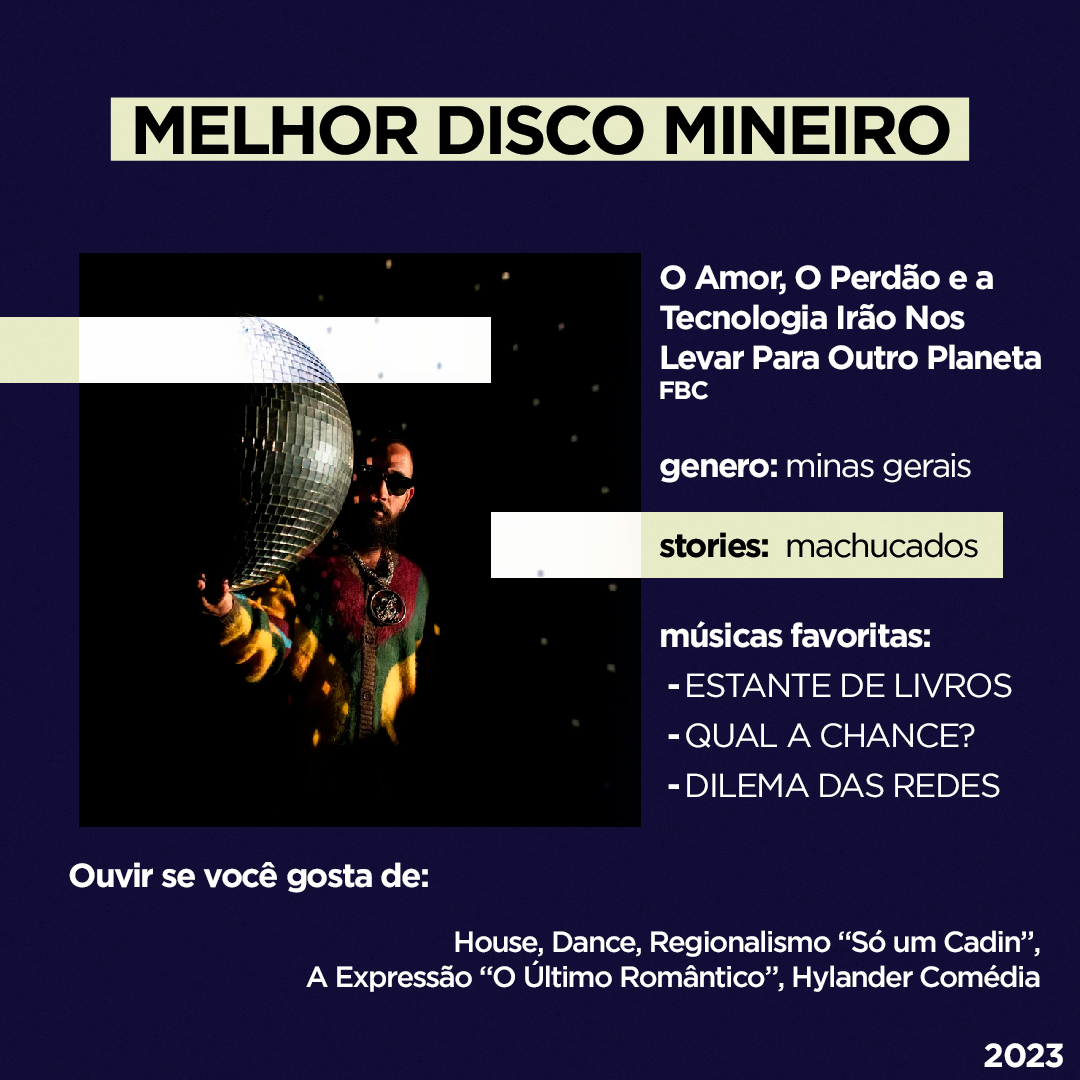 MELHOR DISCO MINEIRO
O Amor, O Perdão e a
Tecnologia Irão Nos
Levar Para Outro Planeta
FBC
genero: minas gerais
stories: machucados
músicas favoritas:
-ESTANTE DE LIVROS
-QUAL A CHANCE?
-DILEMA DAS REDES
Ouvir se você gosta de:
House, Dance, Regionalismo “Só um Cadin”,
A Expressão “O Último Romântico”, Hylander Comédia
2023